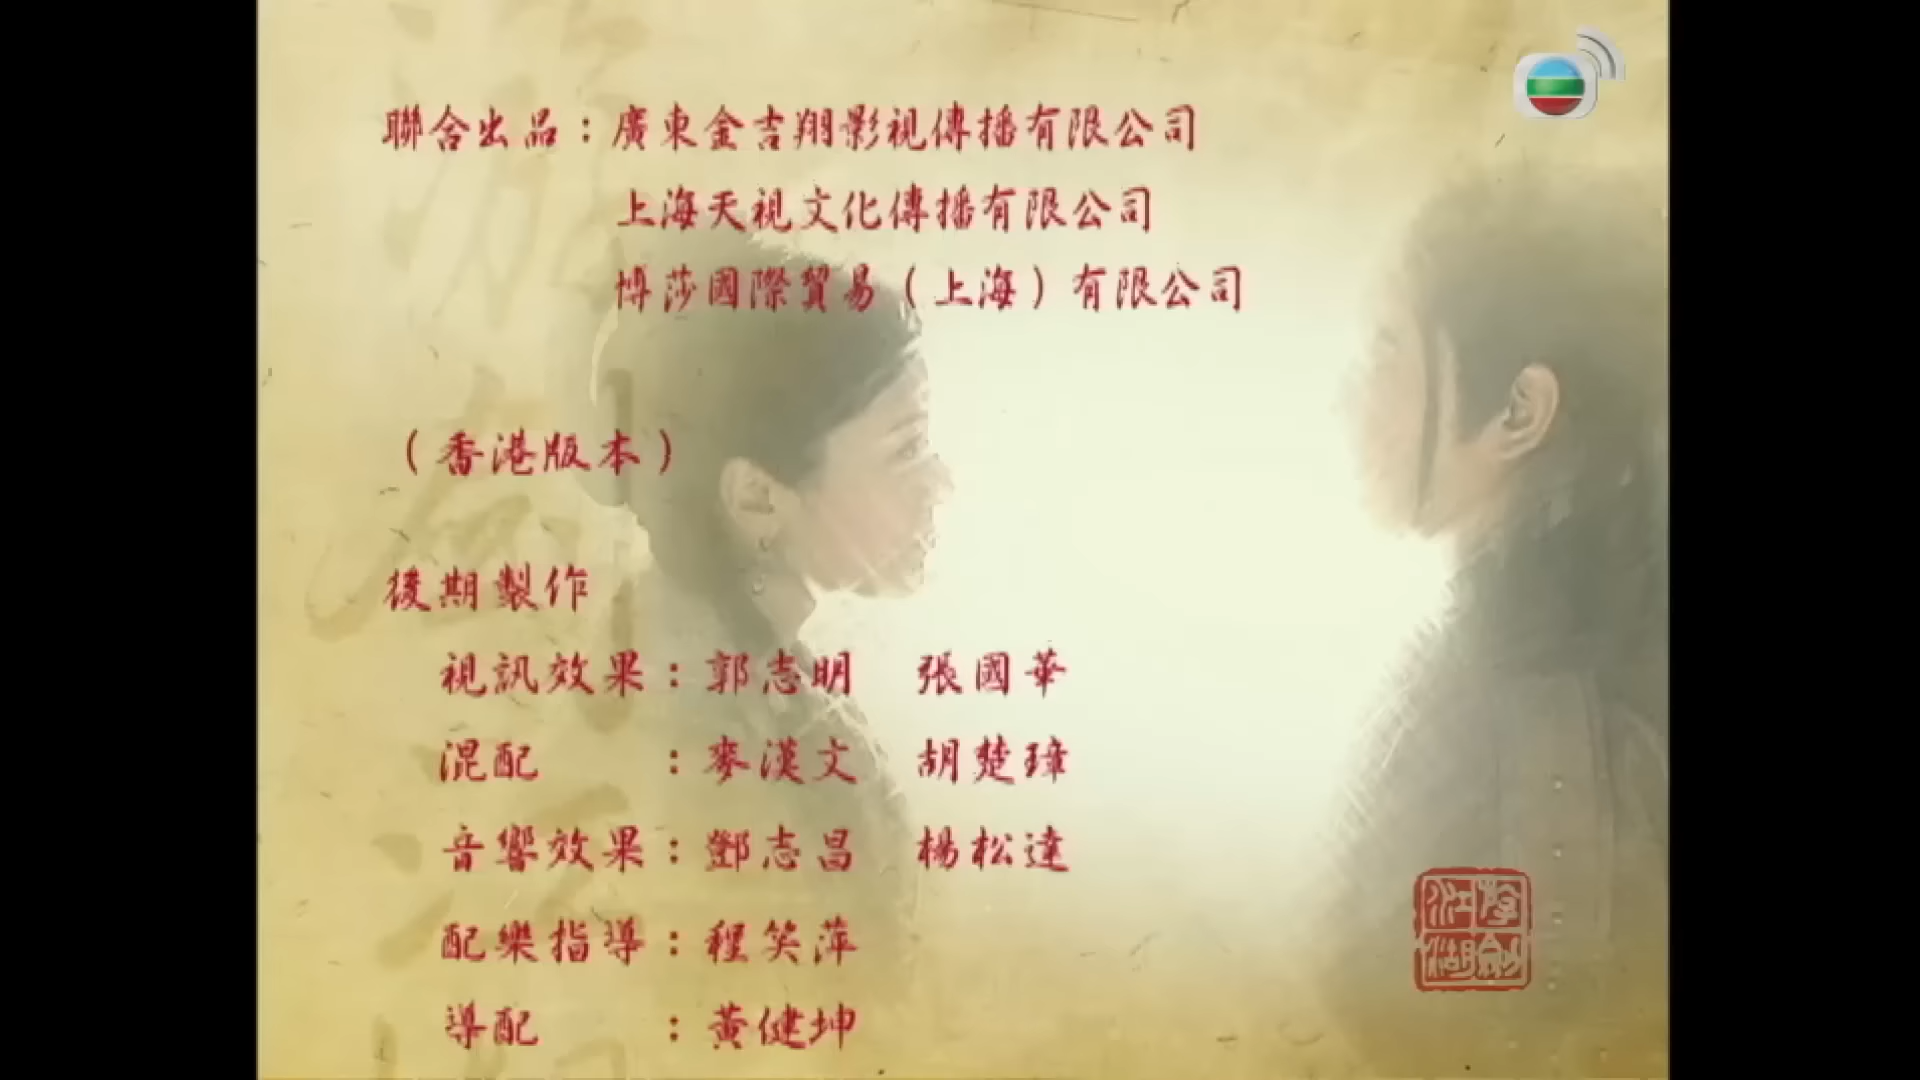 聯合出品：廣東金吉翔影視傳播有限公司
上海天視文化傳播有限公司
博莎國際貿易（上海）有限公司
（香港版本）
後期製作
視訊效果：郭志明　張國華
混配　　：麥漢文　胡楚璋
音響效果：鄧志昌　楊松達
配樂指導：程笑萍
導配　　：黃健坤